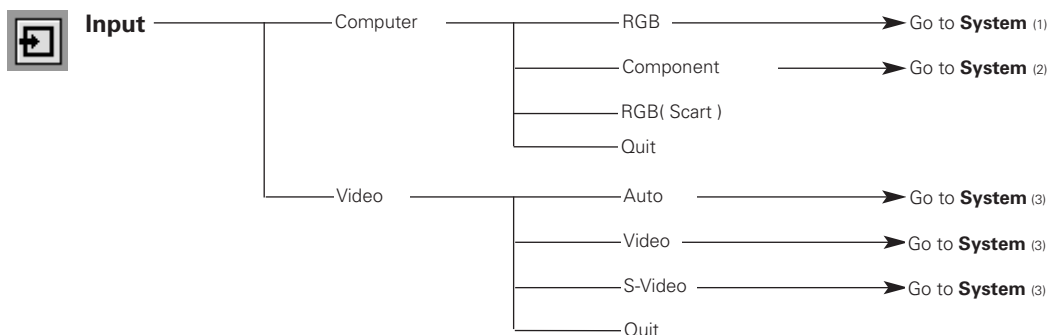 Input Computer RGB Go to System (1)
Component Go to System (2)
RGB( Scart )
Quit
Video Auto Go to System (3)
Video Go to System (3)
S-Video Go to System (3)
Quit